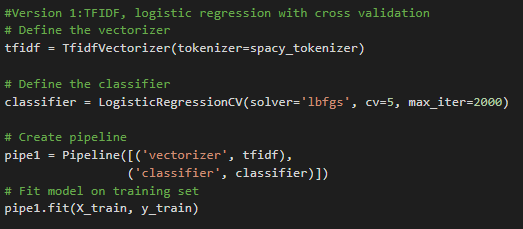 #Version 1:TFIDF, logistic regression with cross validation
# Define the vectorizer
tfidf = TfidfVectorizer(tokenizer=spacy_tokenizer)
# Define the classifier
classifier = LogisticRegressionCV(solver='lbfgs', cv=5, max_iter=2000)
# Create pipeline
pipe1 = Pipeline([('vectorizer', tfidf),
('classifier', classifier)])
# Fit model on training set
pipe1.fit(X_train, y_train)